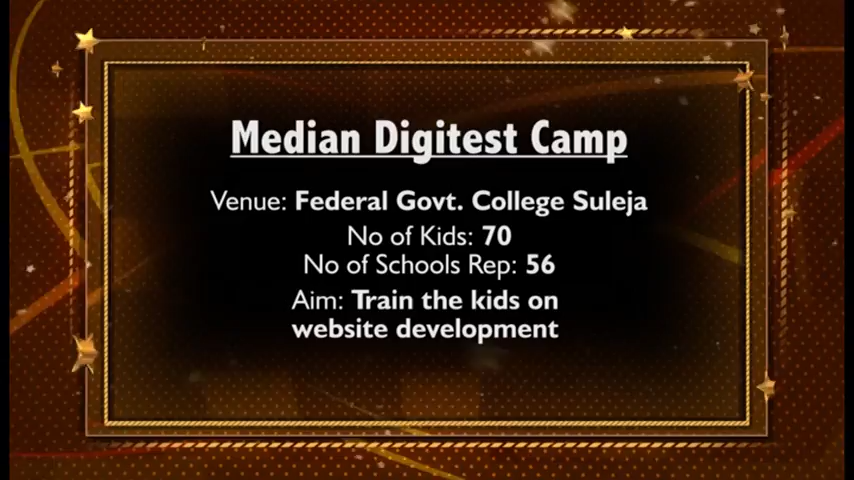 Median Digitest Camp
Venue: Federal Govt. College Suleja
No of Kids: 70
No of Schools Rep: 56
Aim: Train the kids on
website development